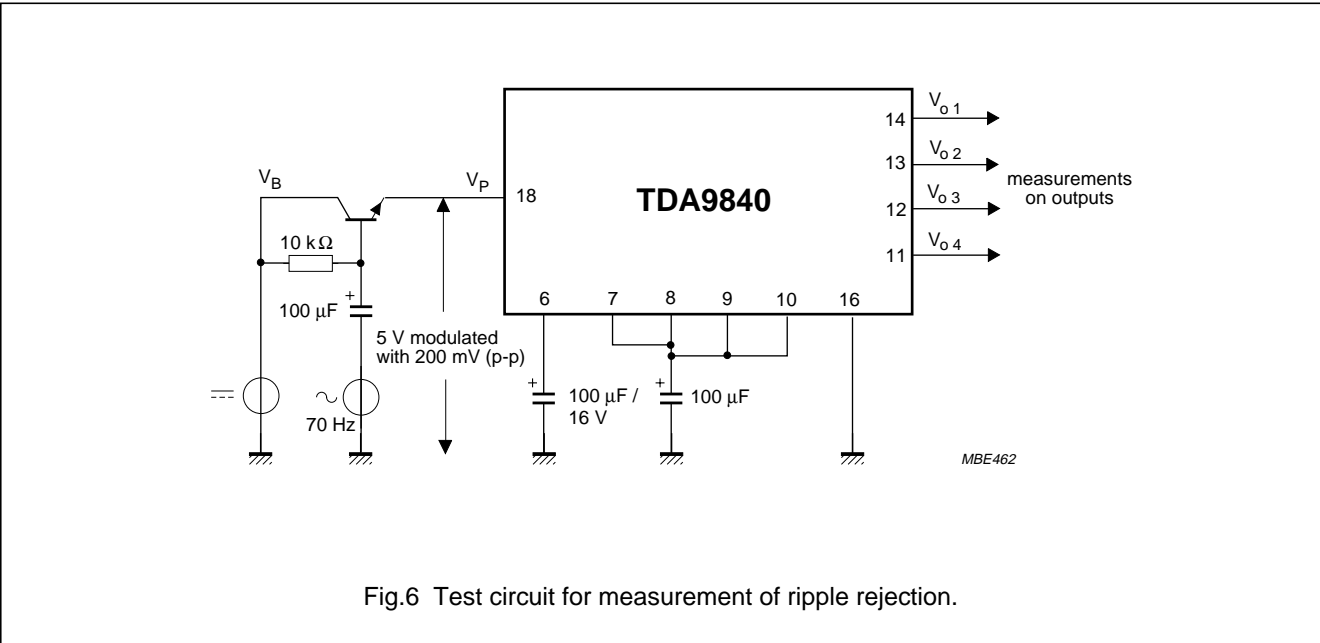 V_B
V_P
10 kΩ
100 μF
+
70 Hz
5 V modulated
with 200 mV (p-p)
18
TDA9840
14
13
12
11
V_o 1
V_o 2
V_o 3
V_o 4
measurements
on outputs
6
7
8
9
10
16
+
100 μF /
16 V
+
100 μF
MBE462
Fig.6 Test circuit for measurement of ripple rejection.